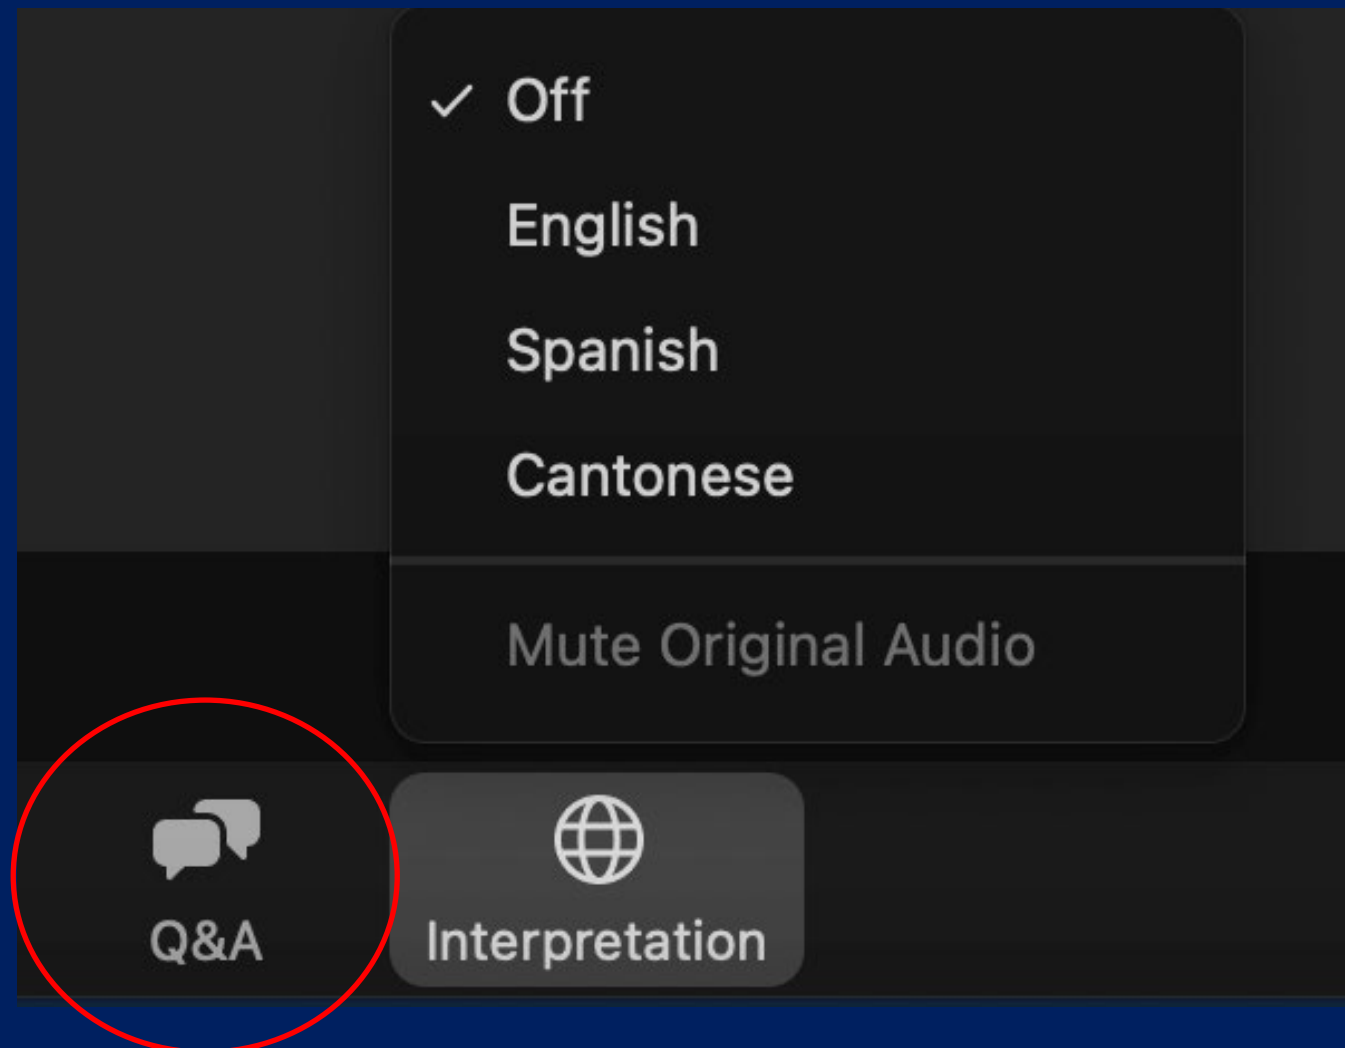 Off
English
Spanish
Cantonese
Mute Original Audio
Q&A
Interpretation